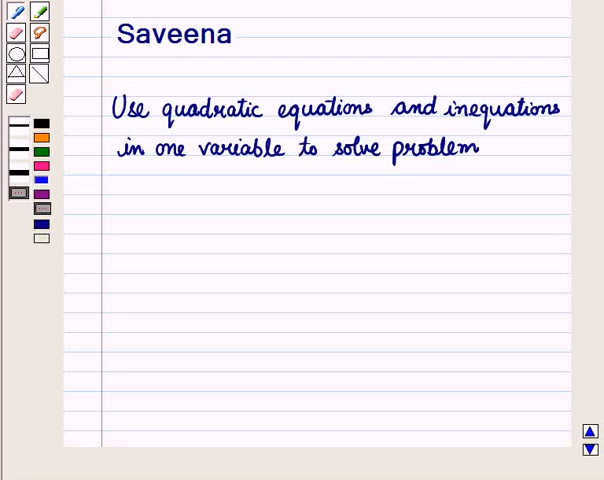 Saveena
Use quadratic equations and inequations
in one variable to solve problem